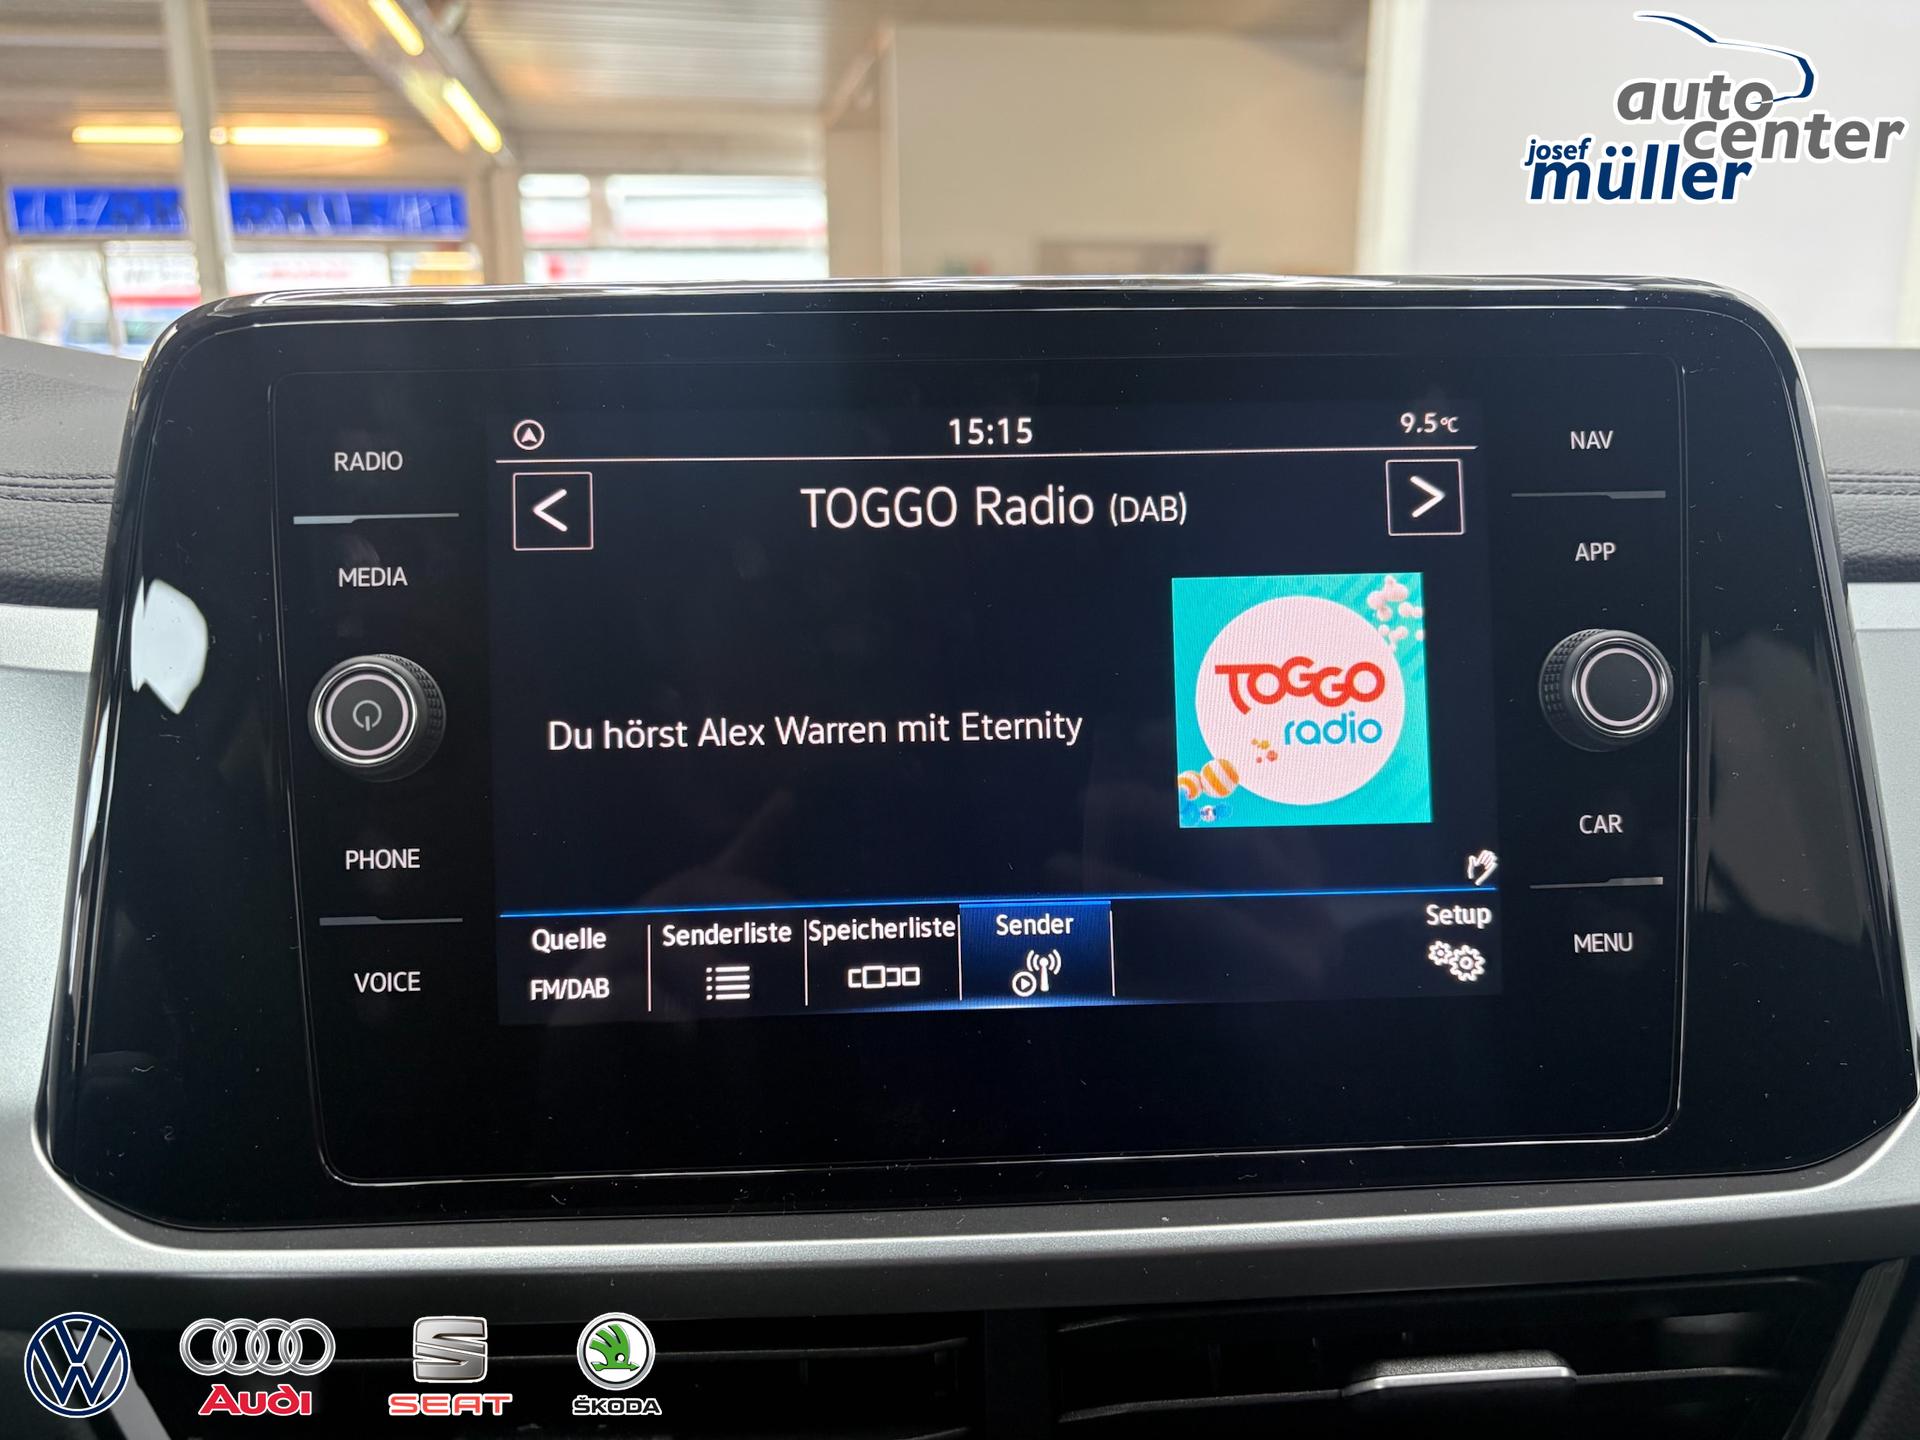 auto
center
josef
müller
RADIO
MEDIA
PHONE
VOICE
15:15
9.5°C
<
TOGGO Radio (DAB)
>
Du hörst Alex Warren mit Eternity
TOGGO
radio
Quelle
FM/DAB
Senderliste
Speicherliste
Sender
Setup
NAV
APP
CAR
MENU
Audi
SEAT
ŠKODA